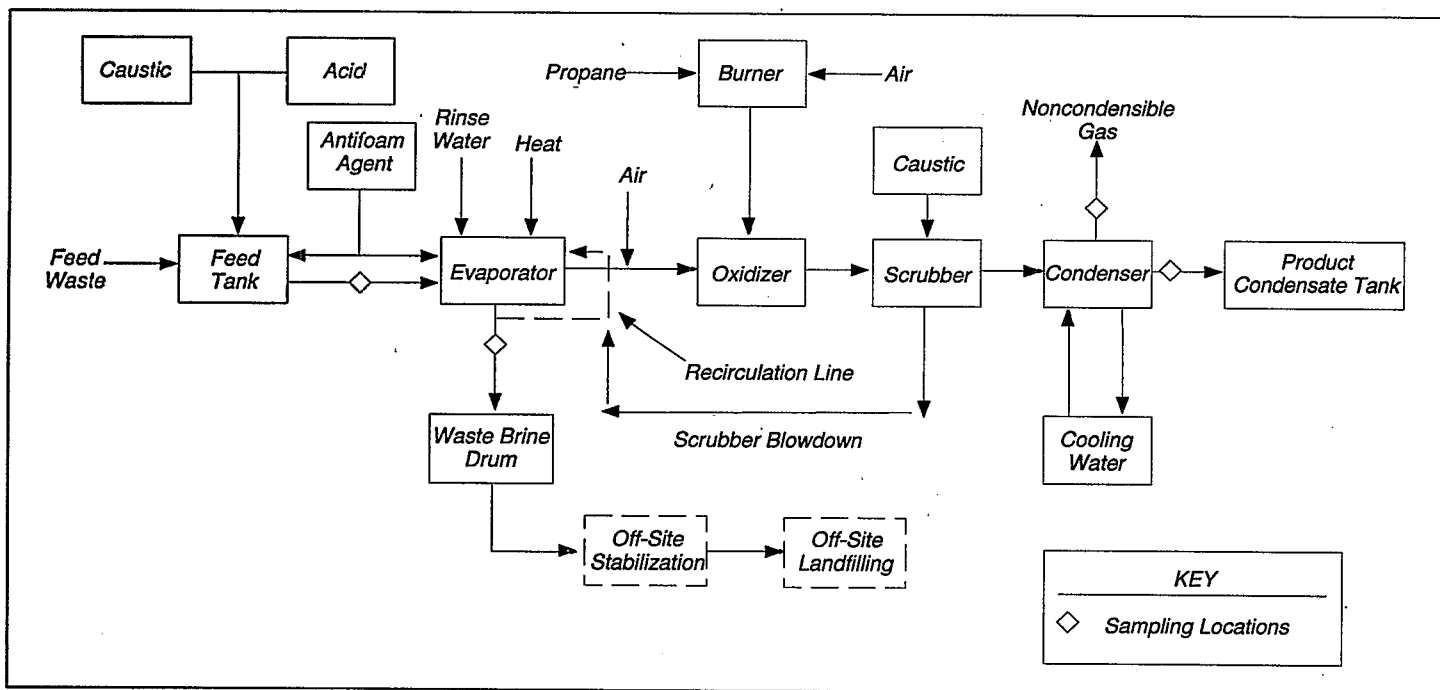 Caustic
Acid
Propane
Burner
Air
Noncondensible
Gas
Rinse
Water
Heat
Antifoam
Agent
Air
Caustic
Feed
Waste
Feed
Tank
Evaporator
Oxidizer
Scrubber
Condenser
Product
Condensate Tank
Recirculation Line
Scrubber Blowdown
Waste Brine
Drum
Cooling
Water
Off-Site
Stabilization
Off-Site
Landfilling
KEY
Sampling Locations